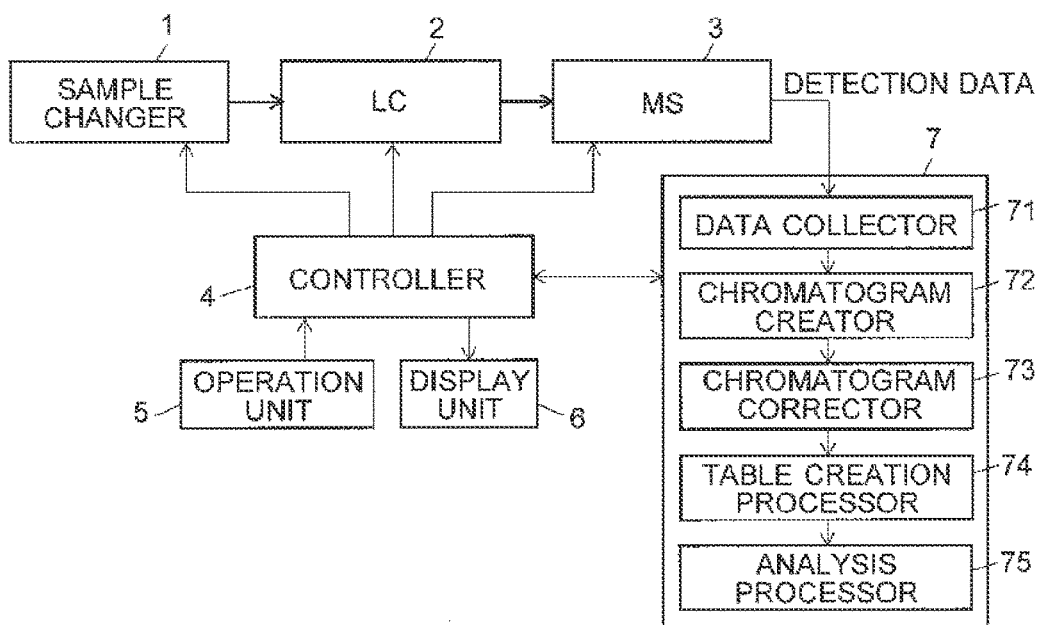 1
2
3
SAMPLE
CHANGER
LC
MS
DETECTION DATA
7
DATA COLLECTOR
71
CHROMATOGRAM
CREATOR
72
CHROMATOGRAM
CORRECTOR
73
TABLE CREATION
PROCESSOR
74
ANALYSIS
PROCESSOR
75
CONTROLLER
4
OPERATION
UNIT
5
DISPLAY
UNIT
6